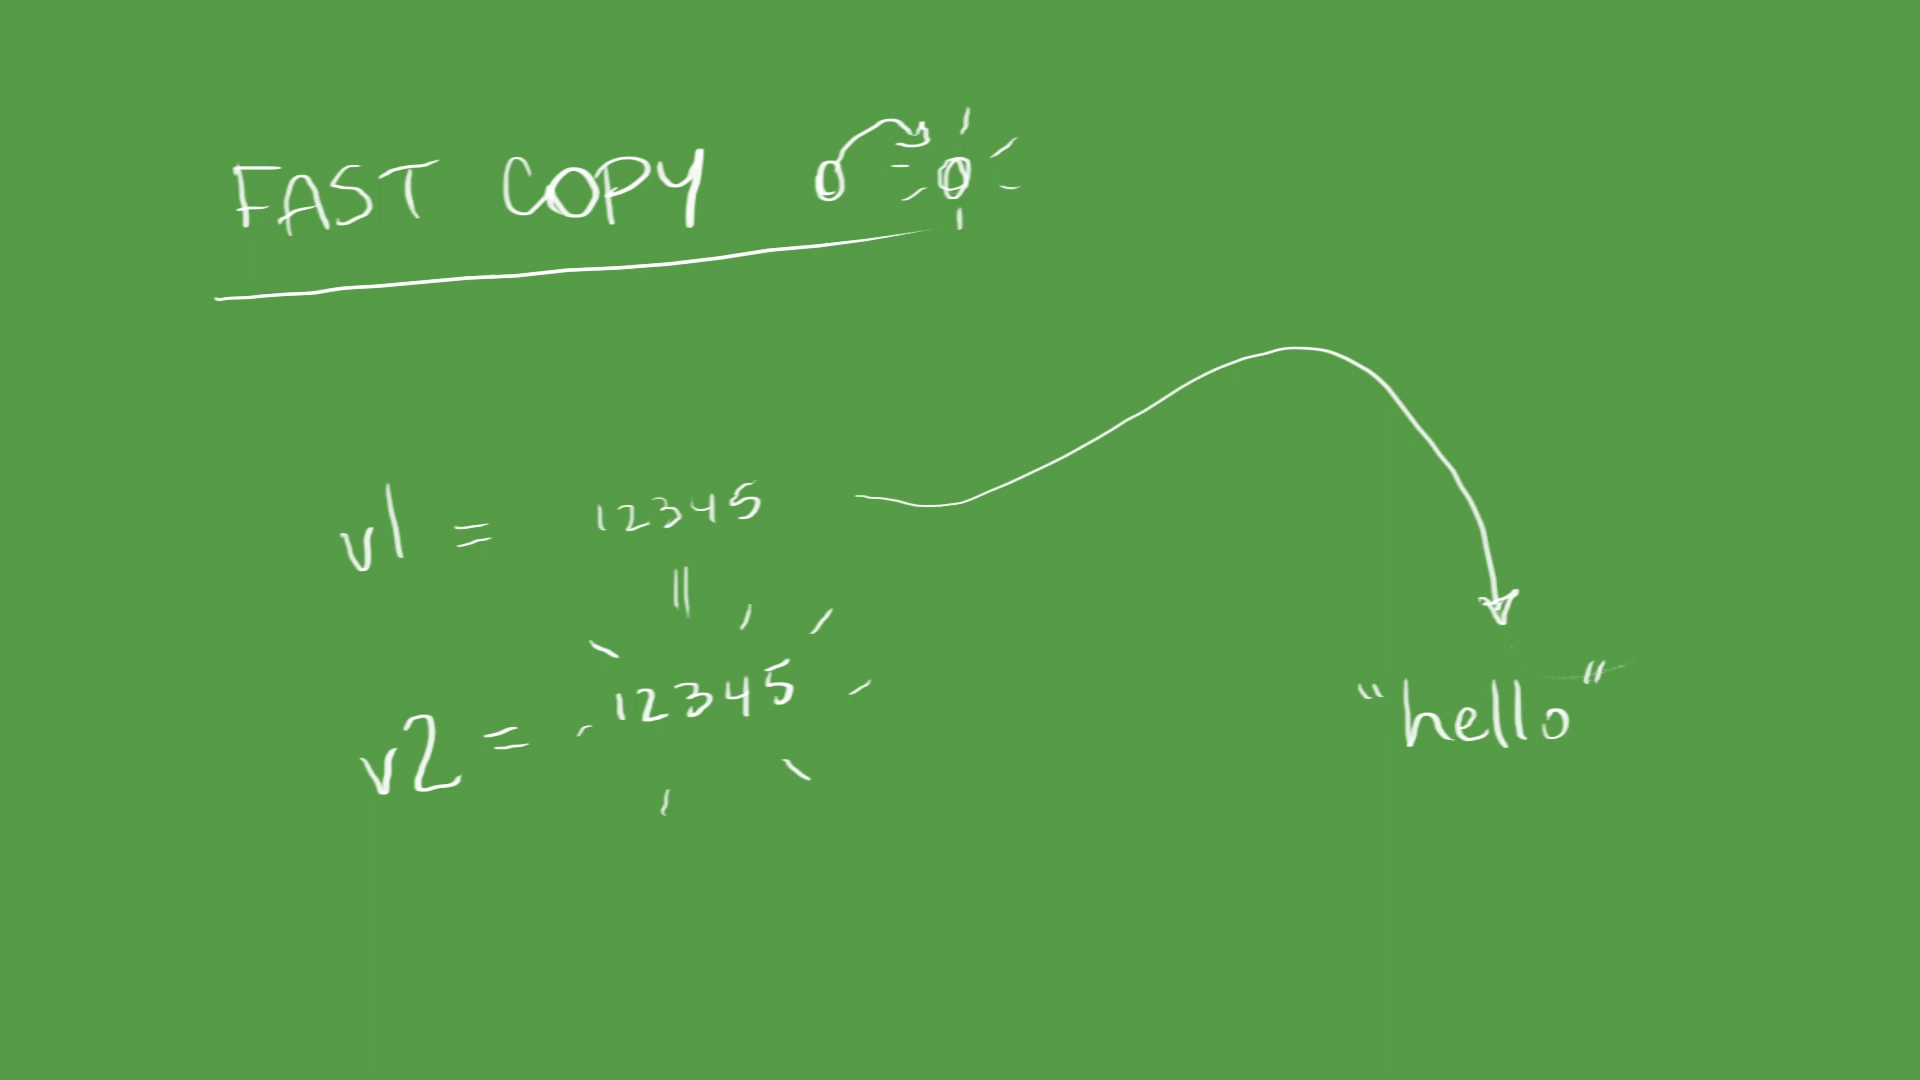 FAST COPY
v1 = 12345
||
v2 = 12345
"hello"